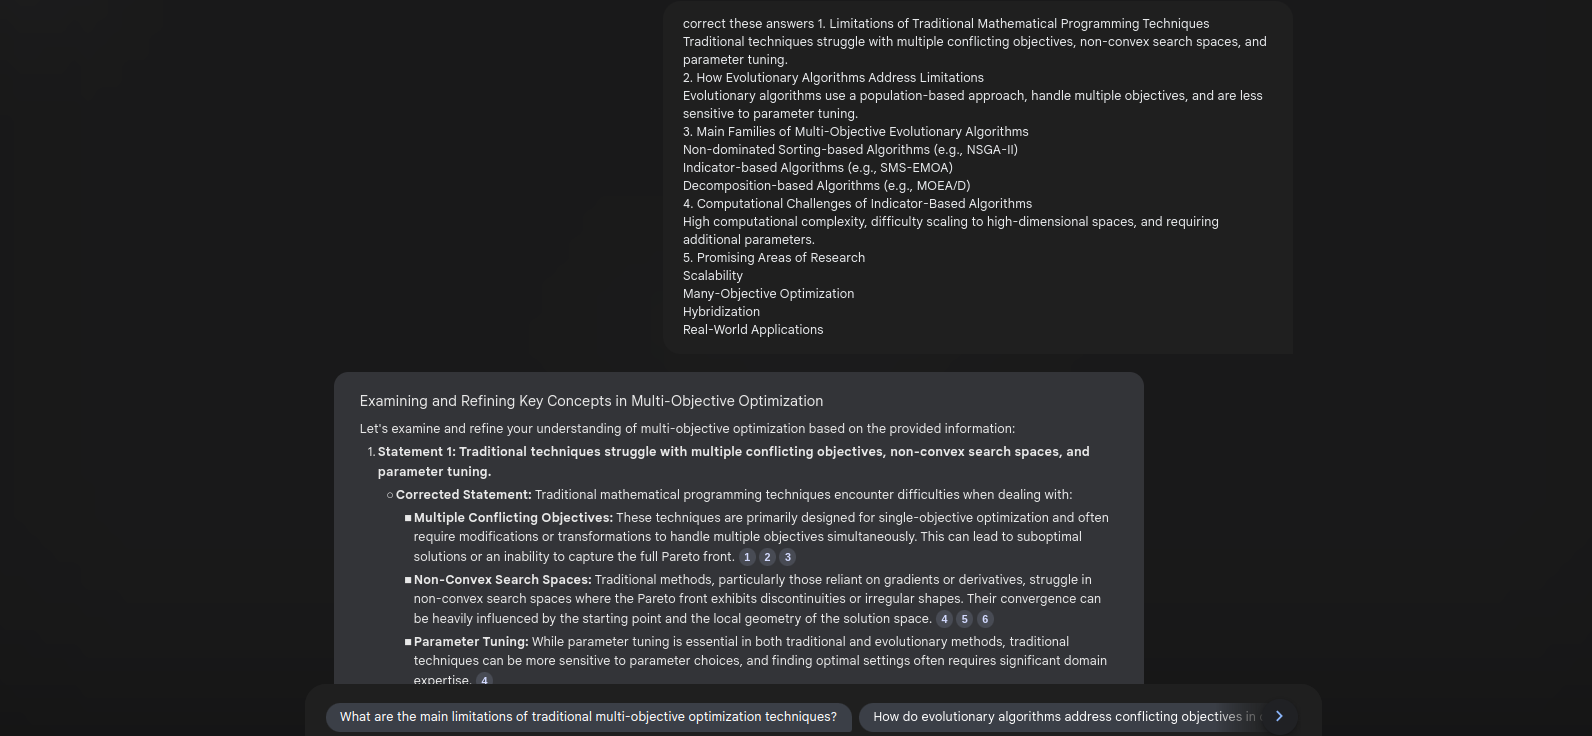 correct these answers 1. Limitations of Traditional Mathematical Programming Techniques
Traditional techniques struggle with multiple conflicting objectives, non-convex search spaces, and
parameter tuning.
2. How Evolutionary Algorithms Address Limitations
Evolutionary algorithms use a population-based approach, handle multiple objectives, and are less
sensitive to parameter tuning.
3. Main Families of Multi-Objective Evolutionary Algorithms
Non-dominated Sorting-based Algorithms (e.g., NSGA-II)
Indicator-based Algorithms (e.g., SMS-EMOA)
Decomposition-based Algorithms (e.g., MOEA/D)
4. Computational Challenges of Indicator-Based Algorithms
High computational complexity, difficulty scaling to high-dimensional spaces, and requiring
additional parameters.
5. Promising Areas of Research
Scalability
Many-Objective Optimization
Hybridization
Real-World Applications
Examining and Refining Key Concepts in Multi-Objective Optimization
Let's examine and refine your understanding of multi-objective optimization based on the provided information:
1. Statement 1: Traditional techniques struggle with multiple conflicting objectives, non-convex search spaces, and
parameter tuning.
○ Corrected Statement: Traditional mathematical programming techniques encounter difficulties when dealing with:
■ Multiple Conflicting Objectives: These techniques are primarily designed for single-objective optimization and often
require modifications or transformations to handle multiple objectives simultaneously. This can lead to suboptimal
solutions or an inability to capture the full Pareto front. 1 2 3
■ Non-Convex Search Spaces: Traditional methods, particularly those reliant on gradients or derivatives, struggle in
non-convex search spaces where the Pareto front exhibits discontinuities or irregular shapes. Their convergence can
be heavily influenced by the starting point and the local geometry of the solution space. 4 5 6
■ Parameter Tuning: While parameter tuning is essential in both traditional and evolutionary methods, traditional
techniques can be more sensitive to parameter choices, and finding optimal settings often requires significant domain
expertise. 4
What are the main limitations of traditional multi-objective optimization techniques?
How do evolutionary algorithms address conflicting objectives in